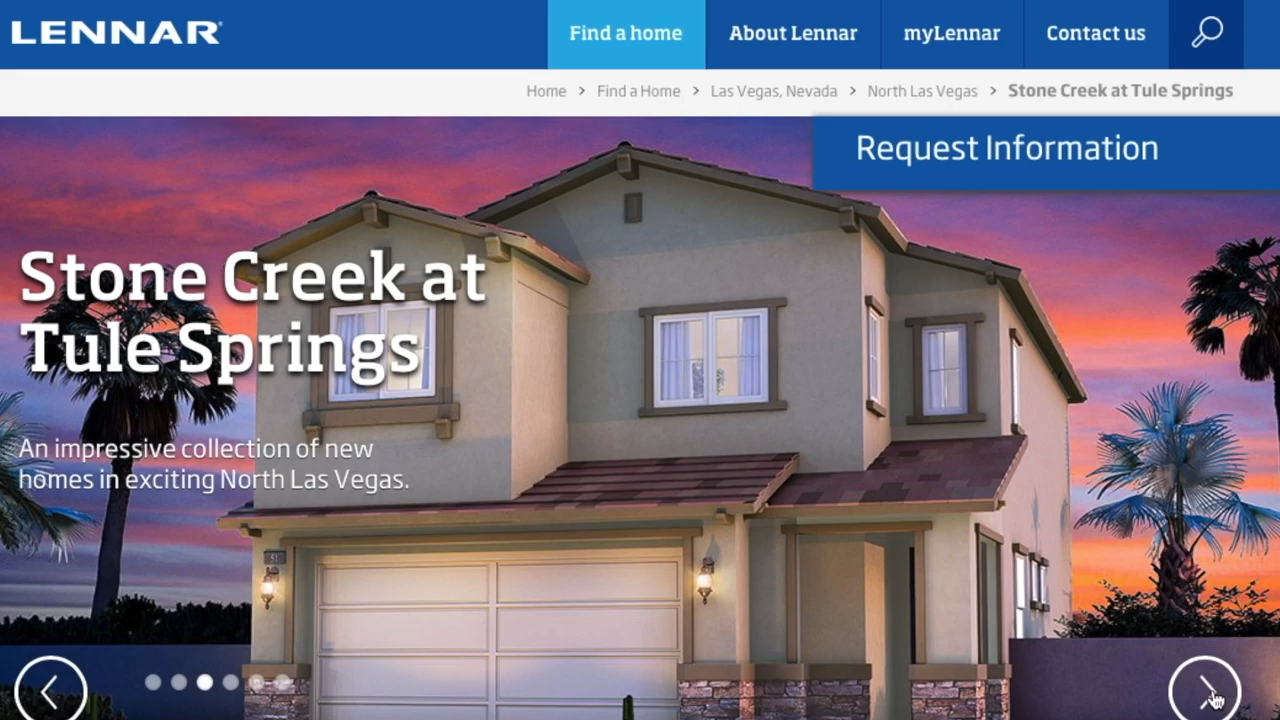 LENNAR
Find a home
About Lennar
myLennar
Contact us
Home > Find a Home > Las Vegas, Nevada > North Las Vegas > Stone Creek at Tule Springs
Request Information
Stone Creek at
Tule Springs
An impressive collection of new
homes in exciting North Las Vegas.